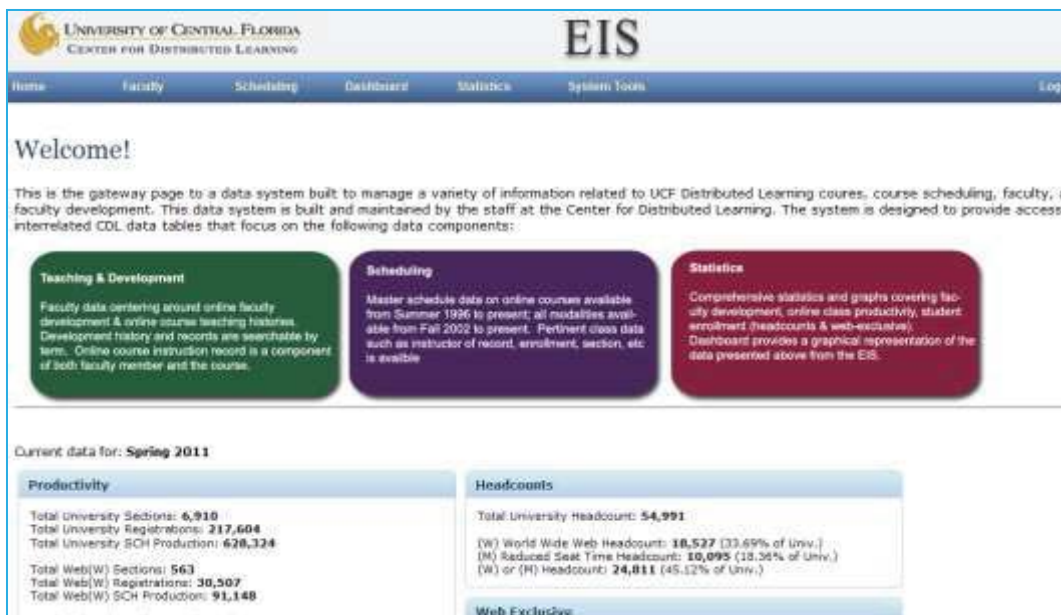 UNIVERSITY OF CENTRAL FLORIDA
CENTER FOR DISTRIBUTED LEARNING
EIS
Home Faculty Scheduling Dashboard Statistics System Tools Log
Welcome!
This is the gateway page to a data system built to manage a variety of information related to UCF Distributed Learning coures, course scheduling, faculty, a
faculty development. This data system is built and maintained by the staff at the Center for Distributed Learning. The system is designed to provide access
interrelated CDL data tables that focus on the following data components:
Teaching & Development
Faculty data centering around online faculty
development & online course teaching histories.
Development history and records are searchable by
term. Online course instruction record is a component
of both faculty member and the course.
Scheduling
Master schedule data on online courses available
from Summer 1996 to present; all modalities avail-
able from Fall 2002 to present. Pertinent class data
such as instructor of record, enrollment, section, etc
is availble
Statistics
Comprehensive statistics and graphs covering fac-
ulty development, online class productivity, student
enrollment (headcounts & web-exclusive).
Dashboard provides a graphical representation of the
data presented above from the EIS.
Current data for: Spring 2011
Productivity
Total University Sections: 6,910
Total University Registrations: 217,604
Total University SCH Production: 628,324
Total Web(W) Sections: 563
Total Web(W) Registrations: 30,507
Total Web(W) SCH Production: 91,148
Headcounts
Total University Headcount: 54,991
(W) World Wide Web Headcount: 18,527 (33.69% of Univ.)
(M) Reduced Seat Time Headcount: 10,095 (18.36% of Univ.)
(W) or (M) Headcount: 24,811 (45.12% of Univ.)
Web Exclusive